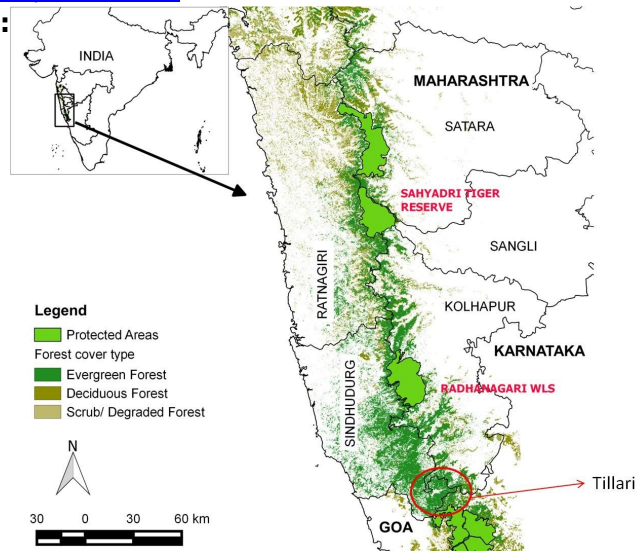 :
INDIA
MAHARASHTRA
SATARA
SAHYADRI TIGER
RESERVE
SANGLI
RATNAGIRI
KOLHAPUR
KARNATAKA
RADHANAGARI WLS
SINDHUDURG
Legend
Protected Areas
Forest cover type
Evergreen Forest
Deciduous Forest
Scrub/ Degraded Forest
N
30 0 30 60 km
Tillari
GOA